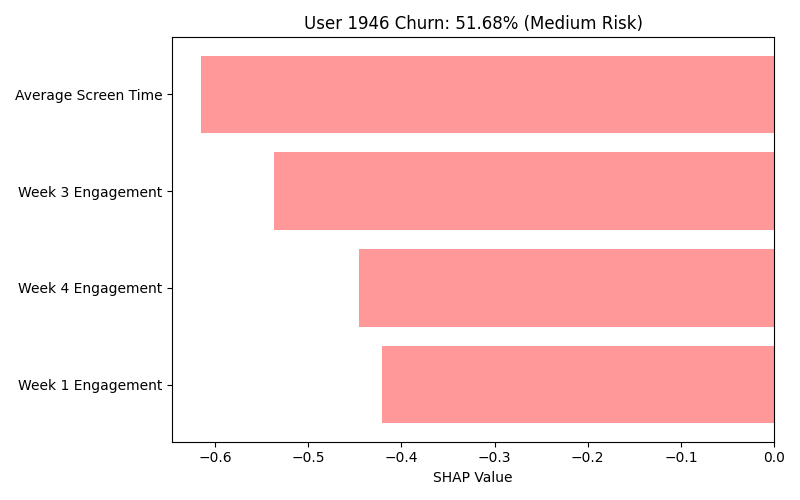 User 1946 Churn: 51.68% (Medium Risk)
Average Screen Time
Week 3 Engagement
Week 4 Engagement
Week 1 Engagement
−0.6 −0.5 −0.4 −0.3 −0.2 −0.1 0.0
SHAP Value